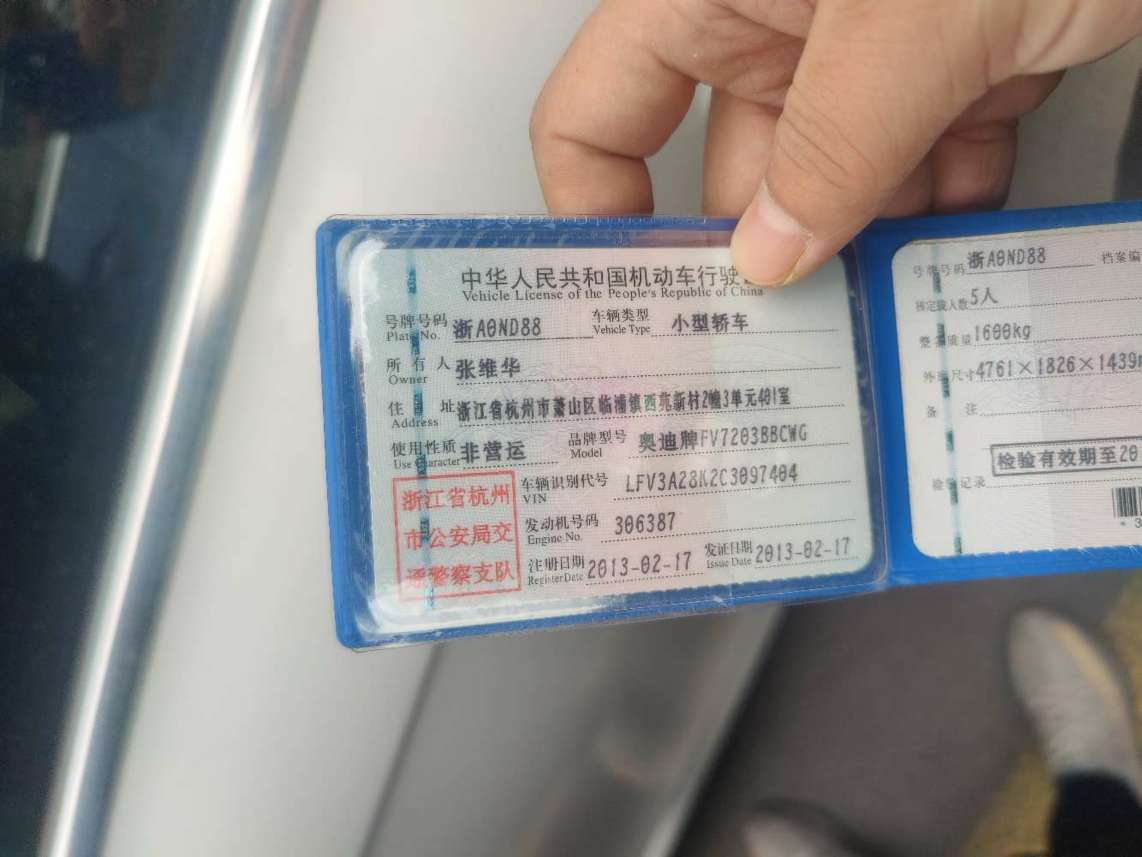 中华人民共和国机动车行驶
Vehicle License of the People's Republic of China
号牌号码 浙A0ND88 车辆类型 小型轿车
Plate No. Vehicle Type
所有人 张维华
Owner
住址 浙江省杭州市萧山区临浦镇西苑新村2幢3单元401室
Address
使用性质 非营运 品牌型号 奥迪牌FV7203BBCWG
Use Character Model
浙江省杭州
市公安局交
通警察支队
车辆识别代号 LFV3A28K2C3097404
VIN
发动机号码 306387
Engine No.
注册日期 2013-02-17 发证日期 2013-02-17
Register Date Issue Date
号牌号码 浙A0ND88 档案编
核定载人数 5人
整备质量 1600kg
外廓尺寸 4761×1826×1439m
备注
检验有效期至20
检验记录